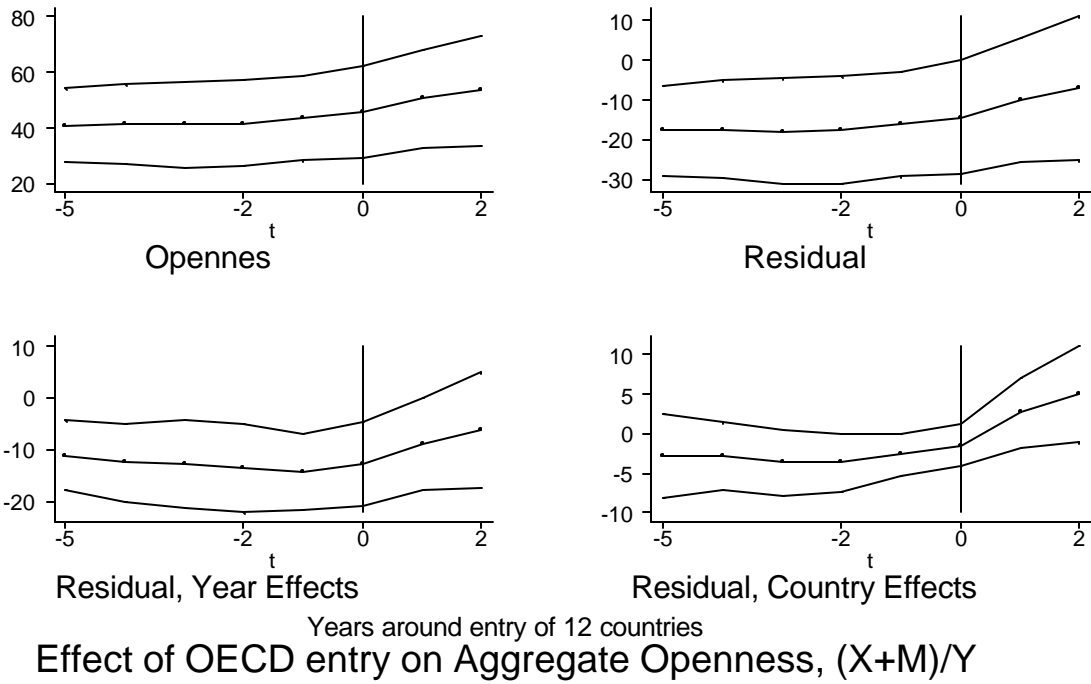 80
60
40
20
-5 -2 0 2
t
Opennes
10
0
-10
-20
-30
-5 -2 0 2
t
Residual
10
0
-10
-20
-5 -2 0 2
t
Residual, Year Effects
10
5
0
-5
-10
-5 -2 0 2
t
Residual, Country Effects
Years around entry of 12 countries
Effect of OECD entry on Aggregate Openness, (X+M)/Y